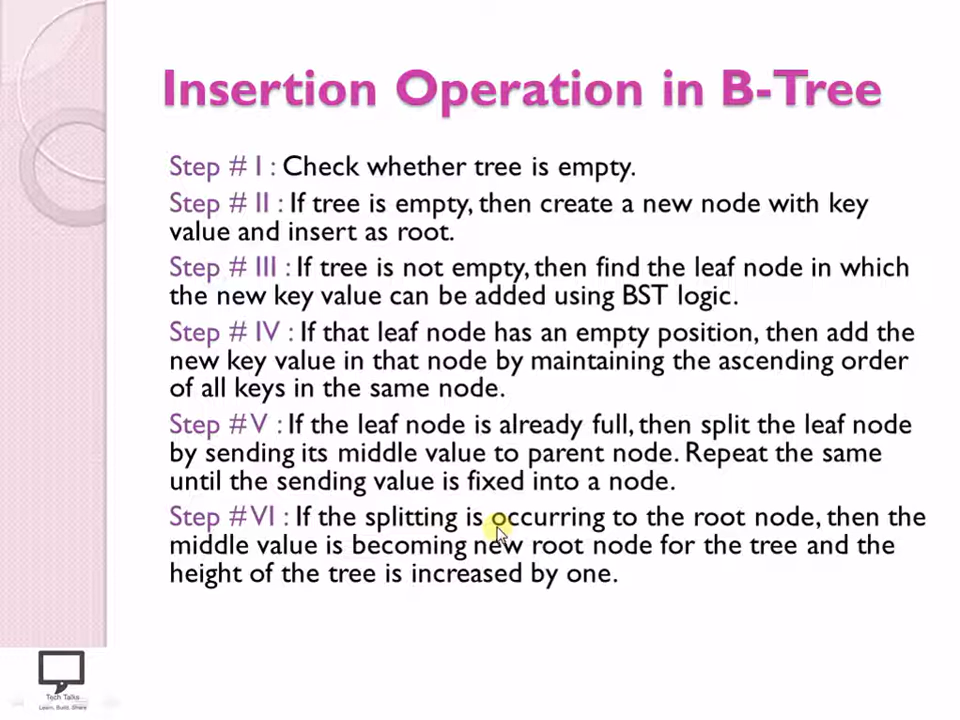 Insertion Operation in B-Tree
Step # I : Check whether tree is empty.
Step # II : If tree is empty, then create a new node with key
value and insert as root.
Step # III : If tree is not empty, then find the leaf node in which
the new key value can be added using BST logic.
Step # IV : If that leaf node has an empty position, then add the
new key value in that node by maintaining the ascending order
of all keys in the same node.
Step # V : If the leaf node is already full, then split the leaf node
by sending its middle value to parent node. Repeat the same
until the sending value is fixed into a node.
Step # VI : If the splitting is occurring to the root node, then the
middle value is becoming new root node for the tree and the
height of the tree is increased by one.
Tech Talks
Learn. Build. Share